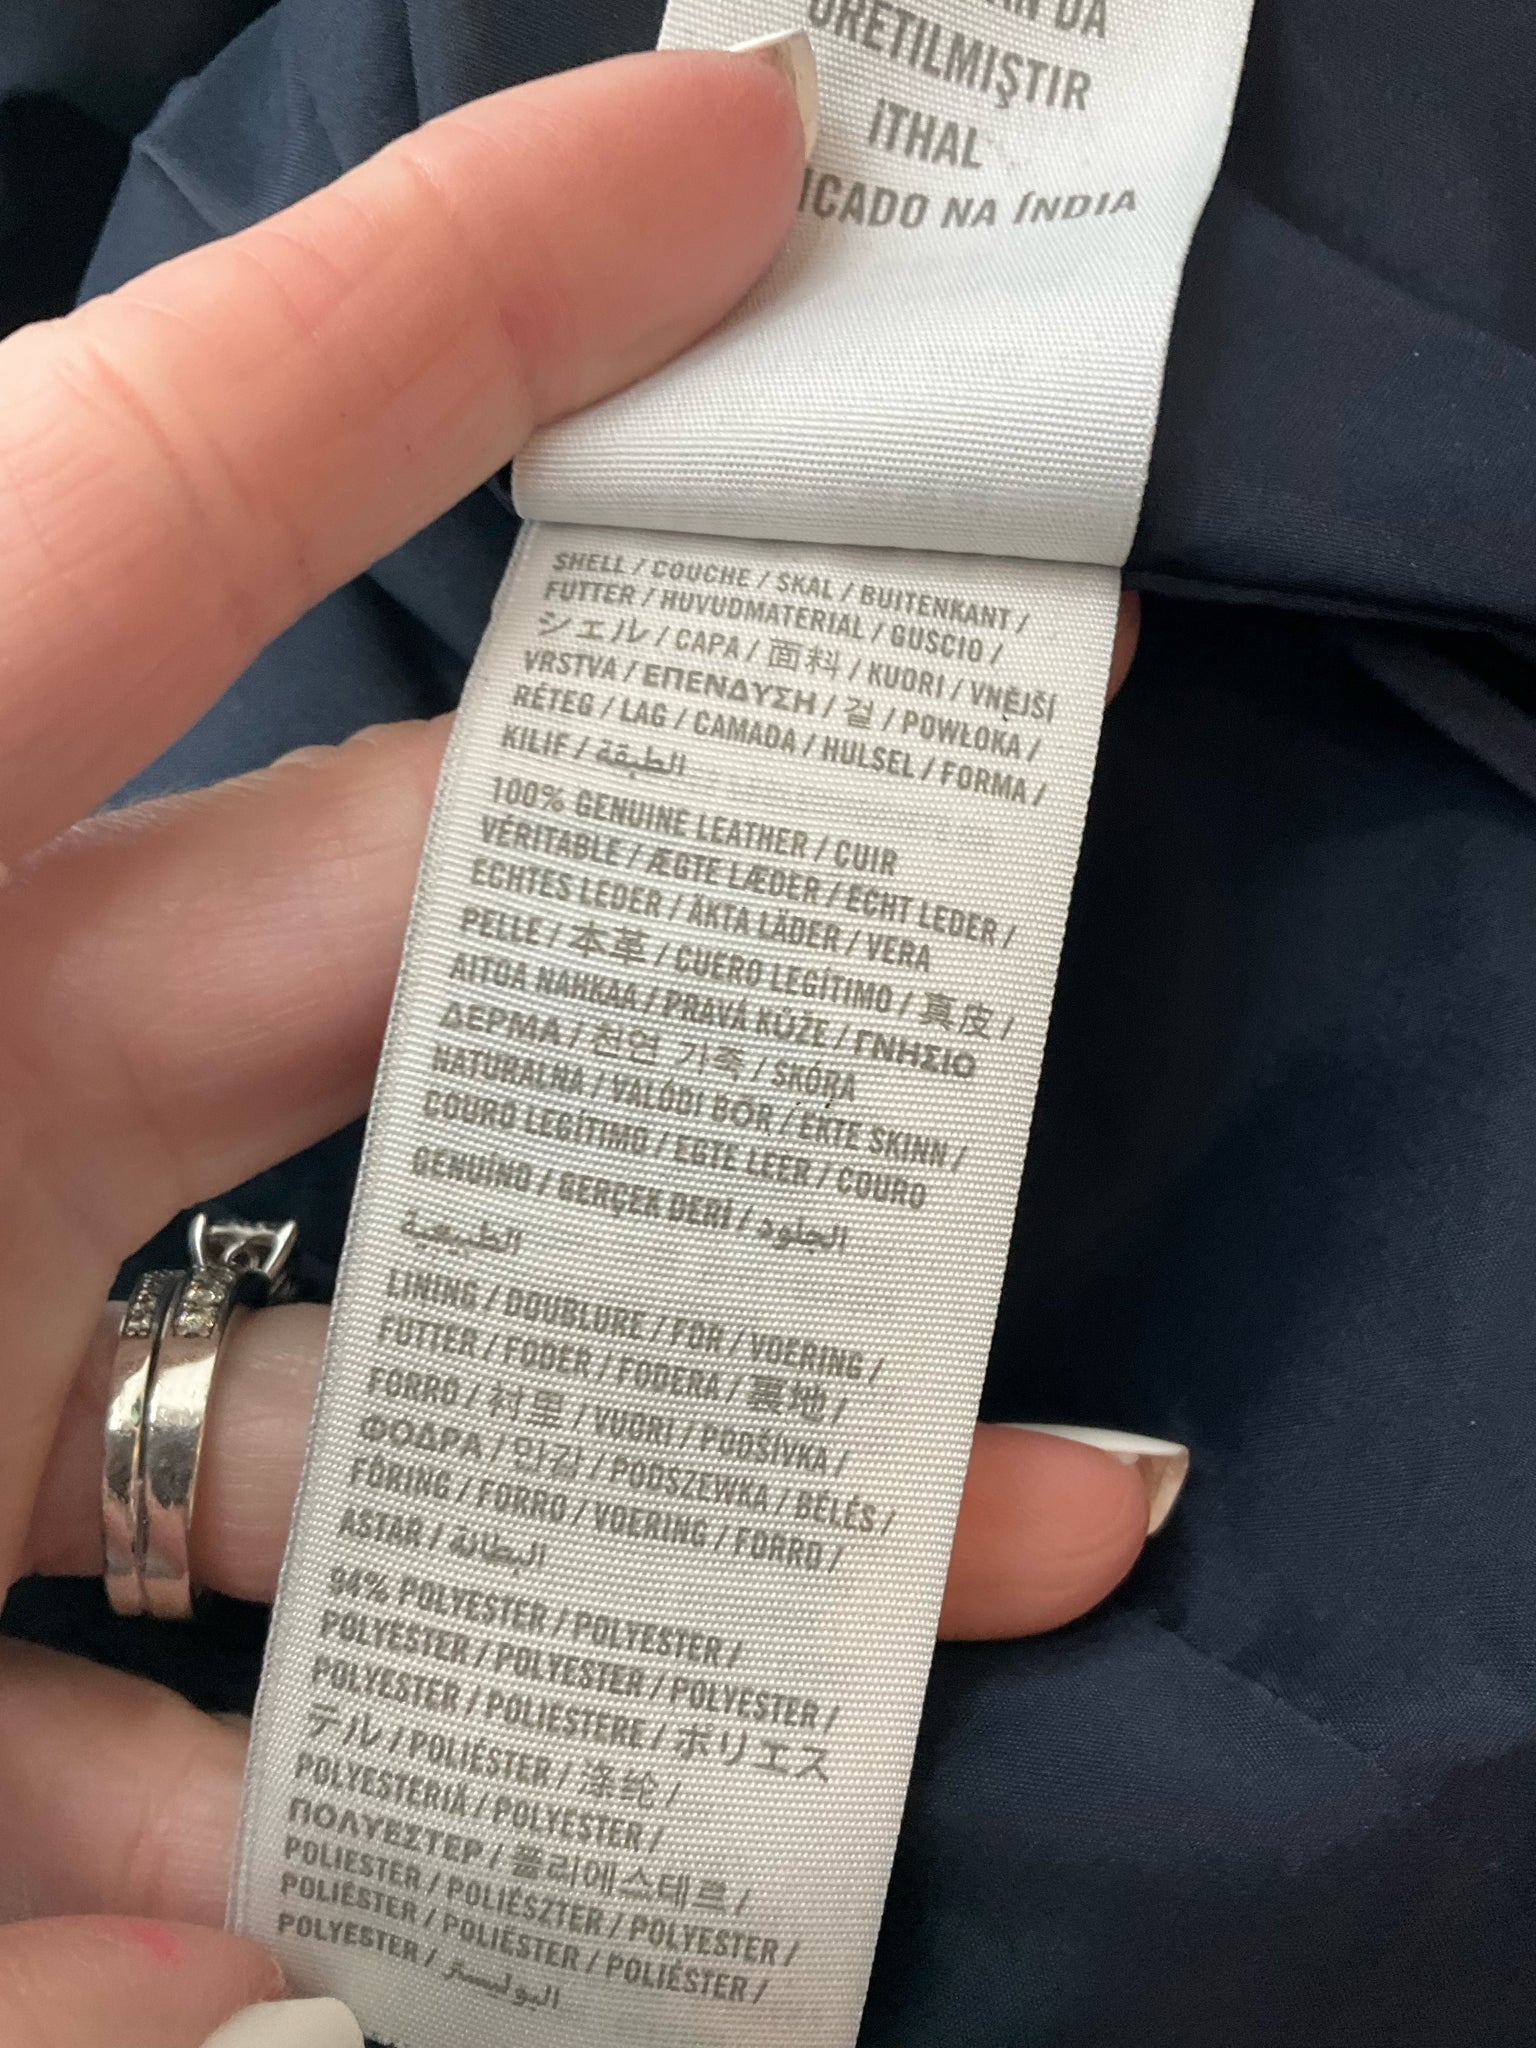 DA
ÜRETILMIŞTIR
İTHAL
ICADO NA ÍNDIA
SHELL / COUCHE / SKAL / BUITENKANT /
FUTTER / HUVUDMATERIAL / GUSCIO /
シェル / CAPA / 面料 / KUORI / VNĚJŠÍ
VRSTVA / ΕΠΕΝΔΥΣΗ / 겉 / POWŁOKA /
RÉTEG / LAG / CAMADA / HULSEL / FORMA /
KILIF / الطبقة
100% GENUINE LEATHER / CUIR
VÉRITABLE / ÆGTE LÆDER / ECHT LEDER /
ECHTES LEDER / ÄKTA LÄDER / VERA
PELLE / 本革 / CUERO LEGÍTIMO / 真皮 /
AITOA NAHKAA / PRAVÁ KŮŽE / ΓΝΗΣΙΟ
ΔΕΡΜΑ / 천연 가죽 / SKÓRA
NATURALNA / VALÓDI BŐR / EKTE SKINN /
COURO LEGÍTIMO / EGTE LEER / COURO
GENUÍNO / GERÇEK DERİ / الجلود
الطبيعية
LINING / DOUBLURE / FOR / VOERING /
FUTTER / FODER / FODERA / 裏地 /
FORRO / 衬里 / VUORI / PODŠÍVKA /
ΦΟΔΡΑ / 안감 / PODSZEWKA / BÉLÉS /
FÔRING / FORRO / VOERING / FORRO /
ASTAR / البطانة
94% POLYESTER / POLYESTER /
POLYESTER / POLYESTER / POLYESTER /
POLYESTER / POLIESTERE / ポリエス
テル / POLIÉSTER / 涤纶 /
POLYESTERIÄ / POLYESTER /
ΠΟΛΥΕΣΤΕΡ / 폴리에스테르 /
POLIESTER / POLIÉSZTER / POLYESTER /
POLIÉSTER / POLIËSTER / POLIÉSTER /
POLYESTER / اليوليستر